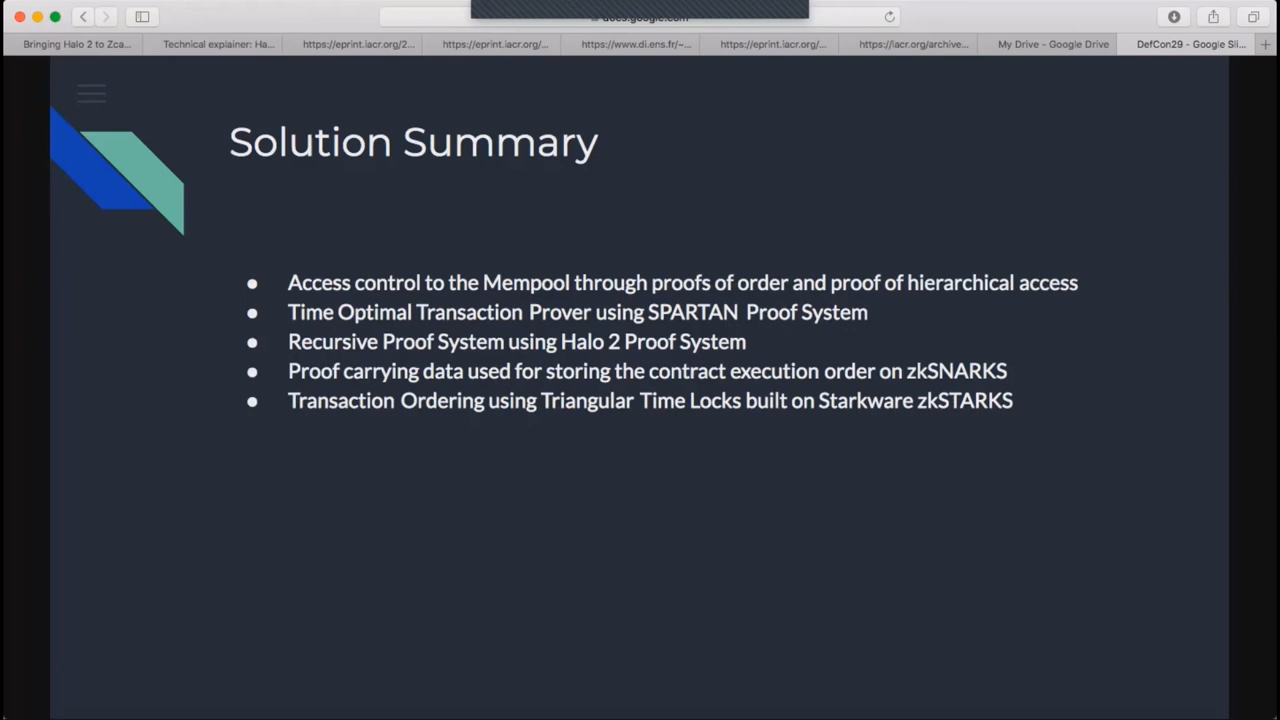 docs.google.com
Bringing Halo 2 to Zca...
Technical explainer: Ha...
https://eprint.iacr.org/2...
https://eprint.iacr.org/...
https://www.di.ens.fr/~...
https://eprint.iacr.org/...
https://iacr.org/archive...
My Drive - Google Drive
DefCon29 - Google Sli...
Solution Summary
● Access control to the Mempool through proofs of order and proof of hierarchical access
● Time Optimal Transaction Prover using SPARTAN Proof System
● Recursive Proof System using Halo 2 Proof System
● Proof carrying data used for storing the contract execution order on zkSNARKS
● Transaction Ordering using Triangular Time Locks built on Starkware zkSTARKS